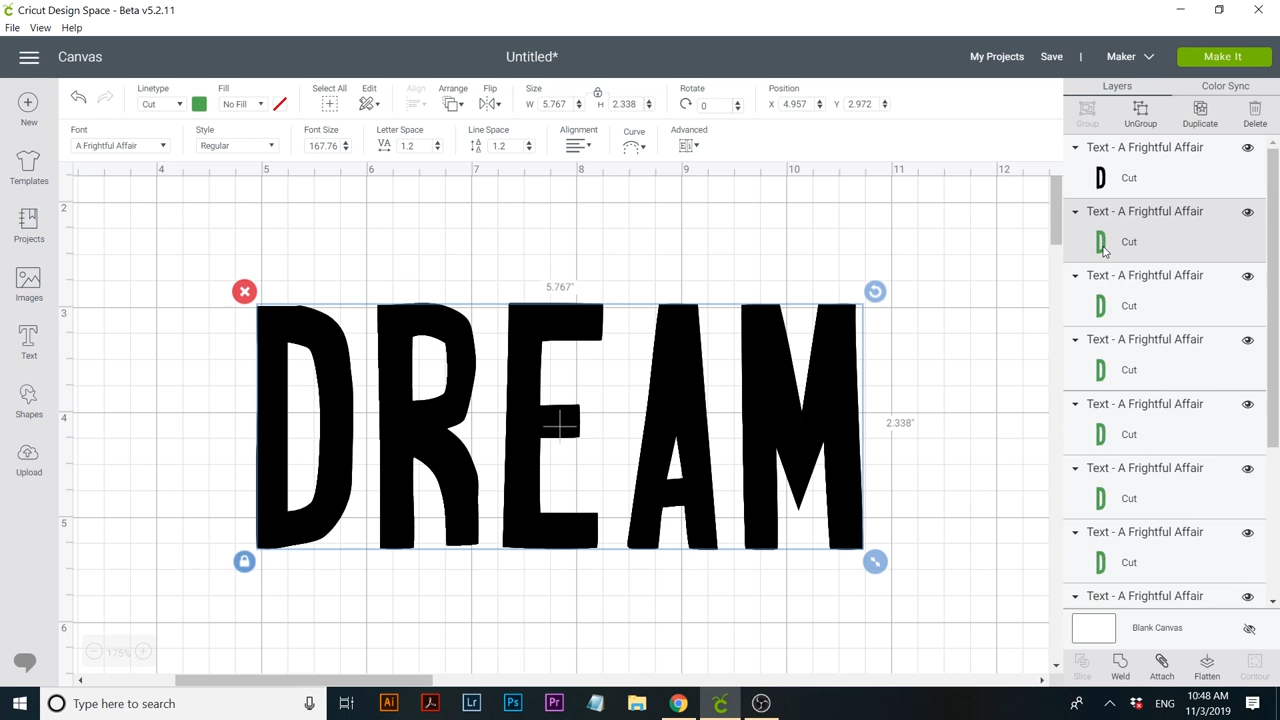 Cricut Design Space - Beta v5.2.11
File View Help
Canvas
Untitled*
My Projects Save | Maker Make It
Linetype Fill Select All Edit Align Arrange Flip Size Rotate Position
Cut No Fill W 5.767 H 2.338 0 X 4.957 Y 2.972
Font Style Font Size Letter Space Line Space Alignment Curve Advanced
A Frightful Affair Regular 167.76 VA 1.2 1.2
Layers Color Sync
Group UnGroup Duplicate Delete
New
Templates
Projects
Images
Text
Shapes
Upload
4 5 6 7 8 9 10 11 12
2
3
4
5
6
5.767"
DREAM
2.338"
175%
Text - A Frightful Affair
D Cut
Text - A Frightful Affair
D Cut
Text - A Frightful Affair
D Cut
Text - A Frightful Affair
D Cut
Text - A Frightful Affair
D Cut
Text - A Frightful Affair
D Cut
Text - A Frightful Affair
D Cut
Text - A Frightful Affair
Blank Canvas
Slice Weld Attach Flatten Contour
Type here to search
Ai Lr Ps Pr
ENG
10:48 AM
11/3/2019